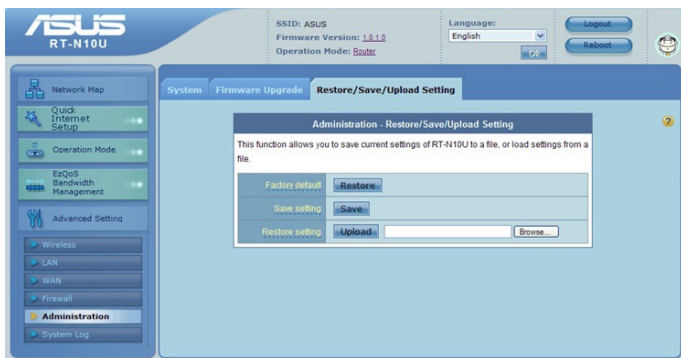 ASUS
RT-N10U
SSID: ASUS
Firmware Version: 1.0.1.0
Operation Mode: Router
Language:
English
OK
Logout
Reboot
Network Map
Quick
Internet
Setup
Operation Mode
EzQoS
Bandwidth
Management
Advanced Setting
Wireless
LAN
WAN
Firewall
Administration
System Log
System
Firmware Upgrade
Restore/Save/Upload Setting
Administration - Restore/Save/Upload Setting
This function allows you to save current settings of RT-N10U to a file, or load settings from a
file.
Factory default
Restore
Save setting
Save
Restore setting
Upload
Browse...
?